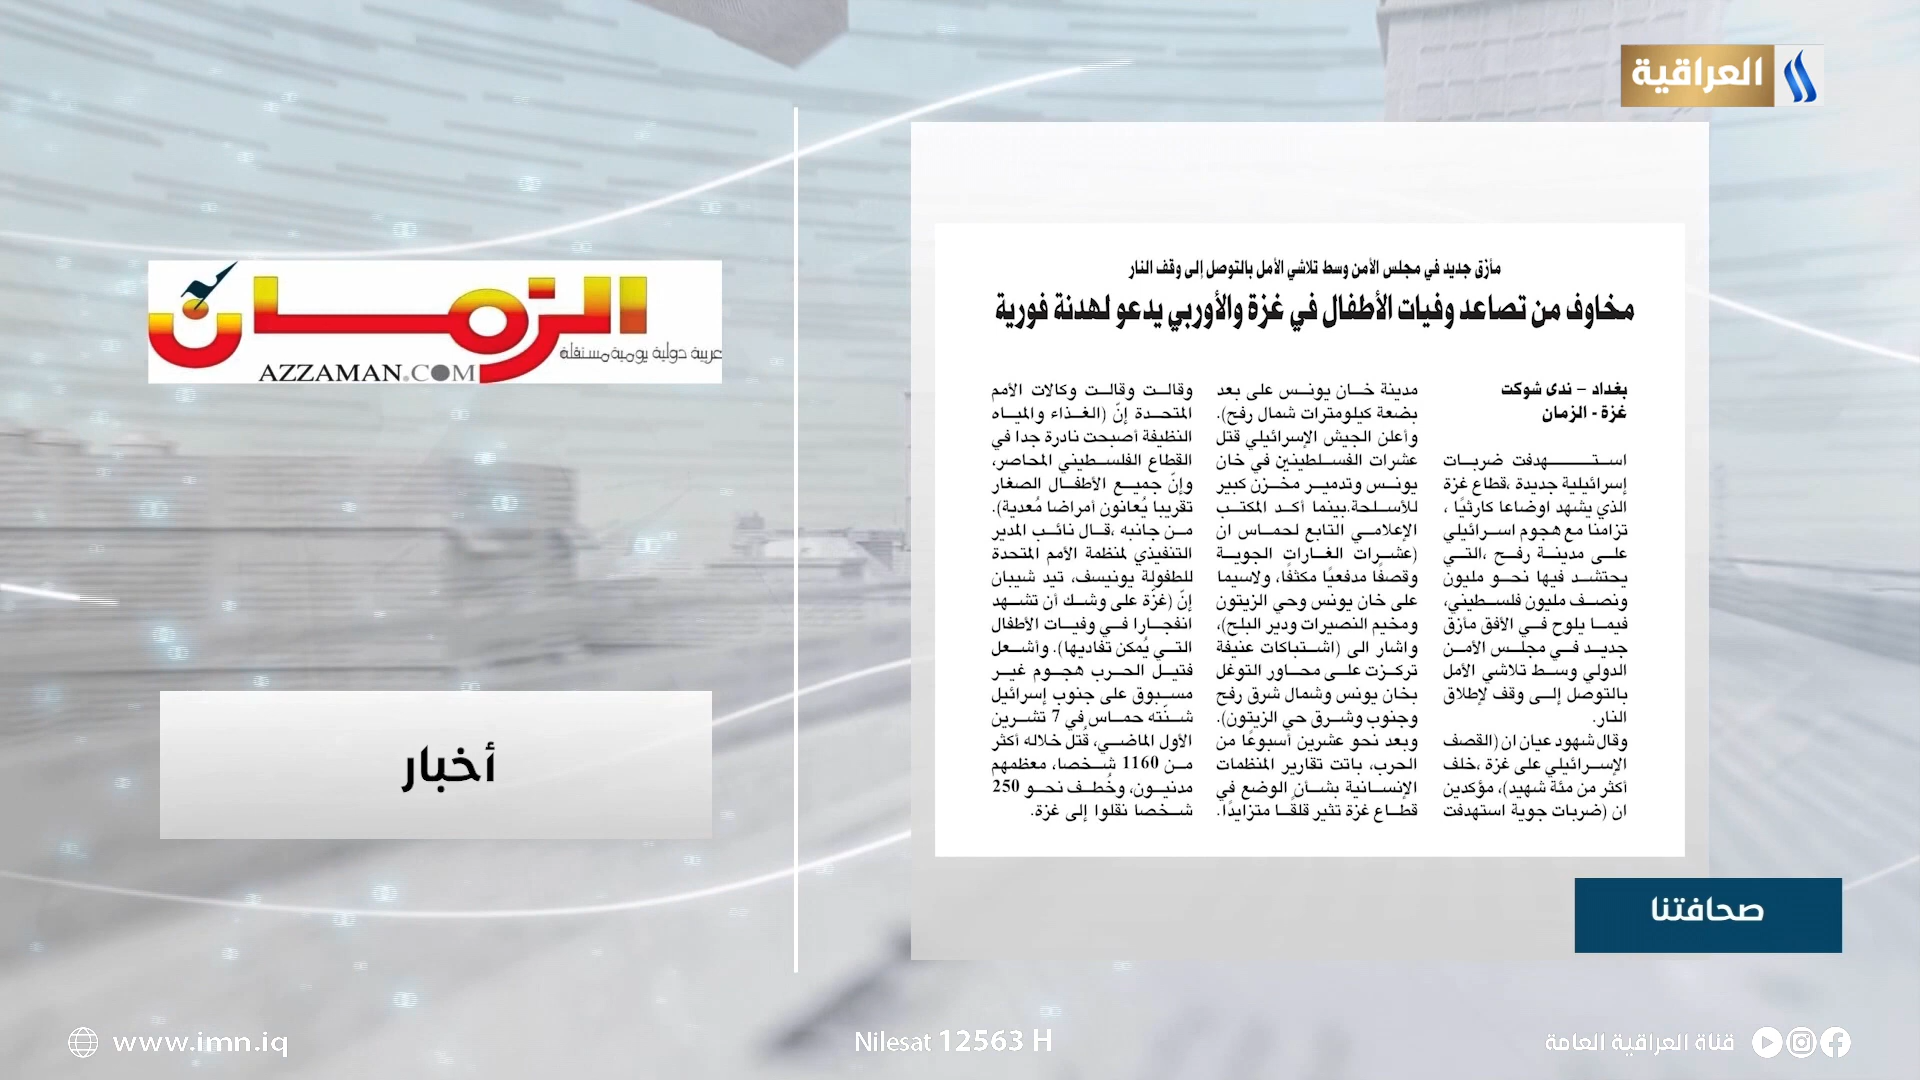 العراقية
مأزق جديد في مجلس الأمن وسط تلاشي الأمل بالتوصل إلى وقف النار
مخاوف من تصاعد وفيات الأطفال في غزة والأوربي يدعو لهدنة فورية
بغداد – ندى شوكت
غزة - الزمان
استهدفت ضربات
إسرائيلية جديدة ،قطاع غزة
الذي يشهد اوضاعا كارثيًا ،
تزامنا مع هجوم اسرائيلي
على مدينة رفح ،التي
يحتشد فيها نحو مليون
ونصف مليون فلسطيني،
فيما يلوح في الأفق مأزق
جديد في مجلس الأمن
الدولي وسط تلاشي الأمل
بالتوصل إلى وقف لإطلاق
النار.
وقال شهود عيان ان (القصف
الإسرائيلي على غزة ،خلف
أكثر من مئة شهيد)، مؤكدين
ان (ضربات جوية استهدفت
مدينة خان يونس على بعد
بضعة كيلومترات شمال رفح).
وأعلن الجيش الإسرائيلي قتل
عشرات الفسلطينين في خان
يونس وتدمير مخزن كبير
للأسلحة.بينما أكد المكتب
الإعلامي التابع لحماس ان
(عشرات الغارات الجوية
وقصفًا مدفعيًا مكثفًا، ولاسيما
على خان يونس وحي الزيتون
ومخيم النصيرات ودير البلح)،
واشار الى (اشتباكات عنيفة
تركزت على محاور التوغل
بخان يونس وشمال شرق رفح
وجنوب وشرق حي الزيتون).
وبعد نحو عشرين أسبوعًا من
الحرب، باتت تقارير المنظمات
الإنسانية بشأن الوضع في
قطاع غزة تثير قلقًا متزايدًا.
وقالت وقالت وكالات الأمم
المتحدة إنّ (الغذاء والمياه
النظيفة أصبحت نادرة جدا في
القطاع الفلسطيني المحاصر،
وإنّ جميع الأطفال الصغار
تقريبا يُعانون أمراضا مُعدية).
من جانبه ،قال نائب المدير
التنفيذي لمنظمة الأمم المتحدة
للطفولة يونيسف، تيد شيبان
إنّ (غزّة على وشك أن تشهد
انفجارا في وفيات الأطفال
التي يُمكن تفاديها). وأشعل
فتيل الحرب هجوم غير
مسبوق على جنوب إسرائيل
شنّته حماس في 7 تشرين
الأول الماضي، قُتل خلاله أكثر
من 1160 شخصا، معظمهم
مدنيون، وخُطف نحو 250
شخصا نقلوا إلى غزة.
الزمان
عربية دولية يومية مستقلة
AZZAMAN.COM
أخبار
صحافتنا
www.imn.iq
Nilesat 12563 H
قناة العراقية العامة